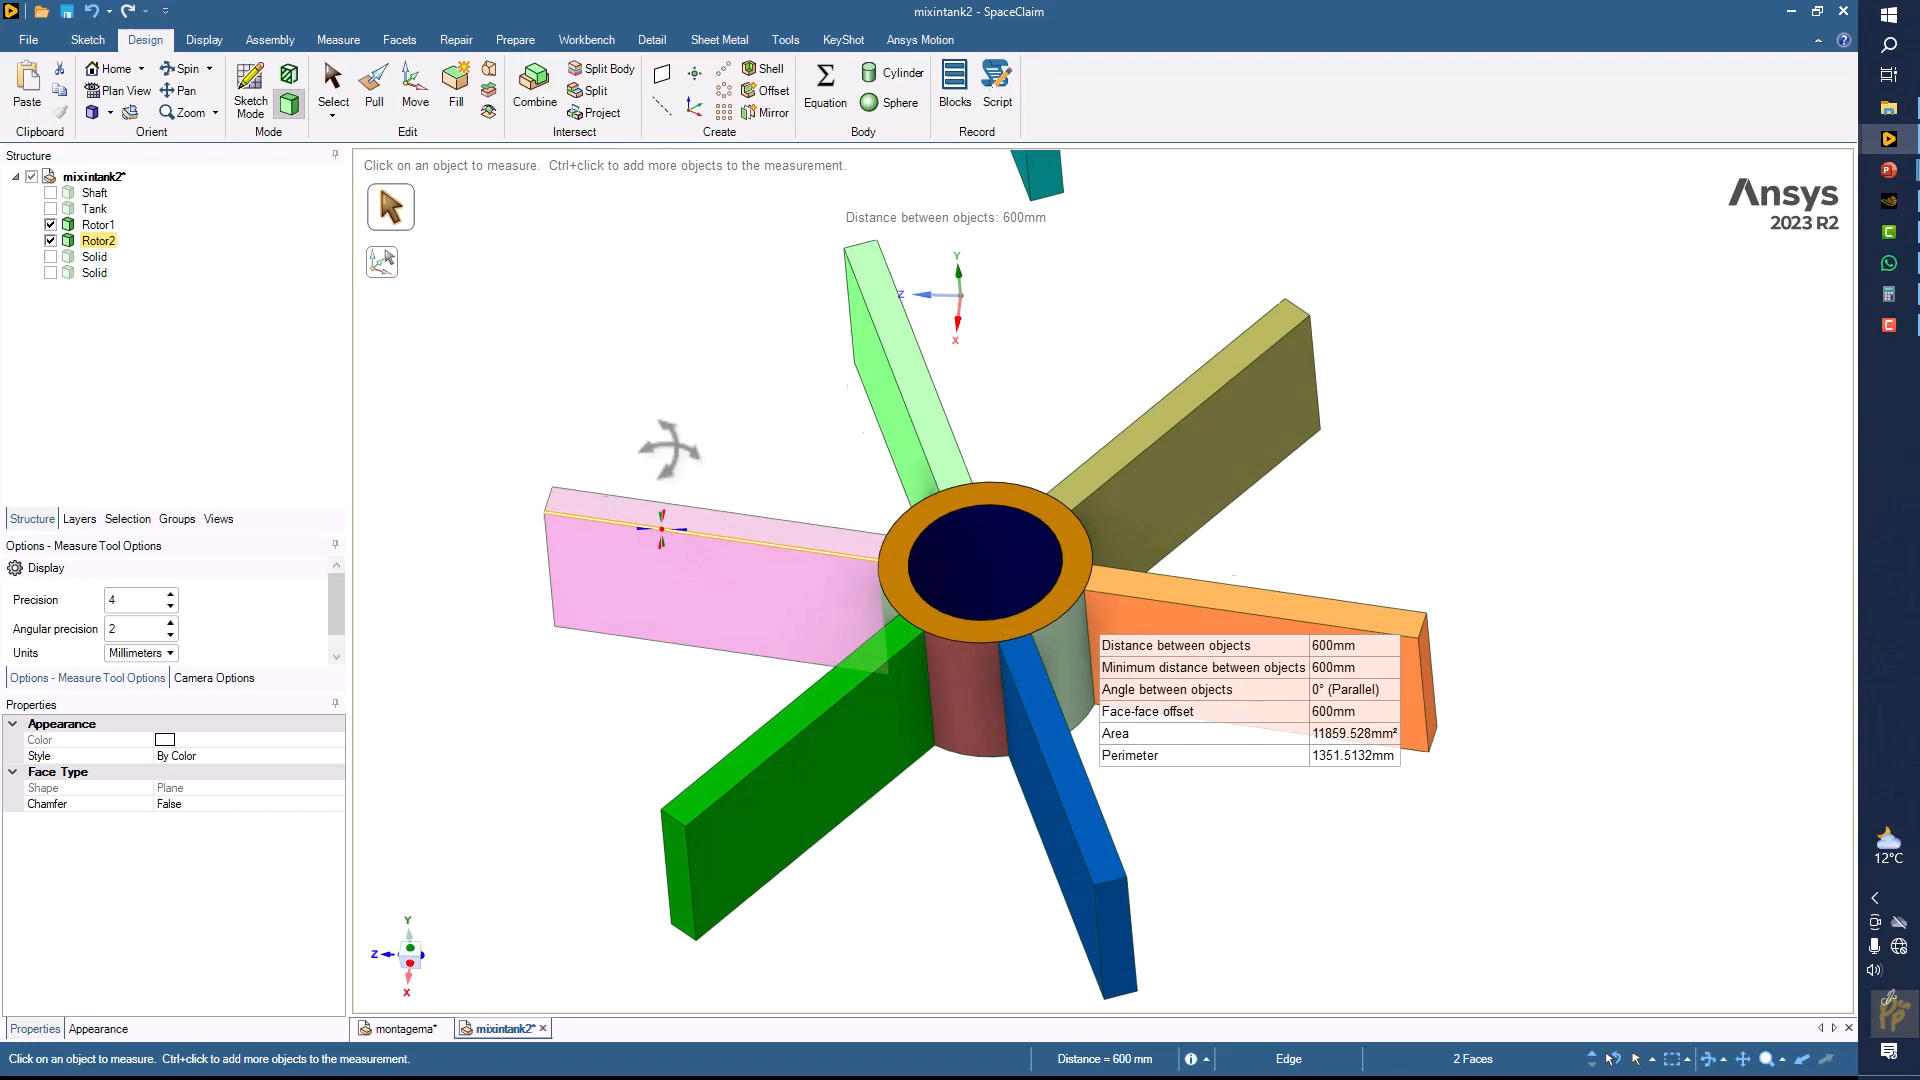 mixintank2 - SpaceClaim
File Sketch Design Display Assembly Measure Facets Repair Prepare Workbench Detail Sheet Metal Tools KeyShot Ansys Motion
Paste
Clipboard
Home
Plan View
Spin
Pan
Zoom
Orient
Sketch
Mode
Mode
Select
Pull
Move
Fill
Edit
Combine
Split Body
Split
Project
Intersect
Shell
Offset
Mirror
Create
Equation
Cylinder
Sphere
Body
Blocks
Script
Record
Structure
mixintank2*
Shaft
Tank
Rotor1
Rotor2
Solid
Solid
Structure Layers Selection Groups Views
Options - Measure Tool Options
Display
Precision 4
Angular precision 2
Units Millimeters
Options - Measure Tool Options Camera Options
Properties
Appearance
Color
Style By Color
Face Type
Shape Plane
Chamfer False
Properties Appearance
Click on an object to measure. Ctrl+click to add more objects to the measurement.
Ansys
2023 R2
Distance between objects: 600mm
Y
Z
X
Distance between objects 600mm
Minimum distance between objects 600mm
Angle between objects 0° (Parallel)
Face-face offset 600mm
Area 11859.528mm²
Perimeter 1351.5132mm
Y
Z
X
montagema* mixintank2*
Click on an object to measure. Ctrl+click to add more objects to the measurement.
Distance = 600 mm
Edge
2 Faces
12°C